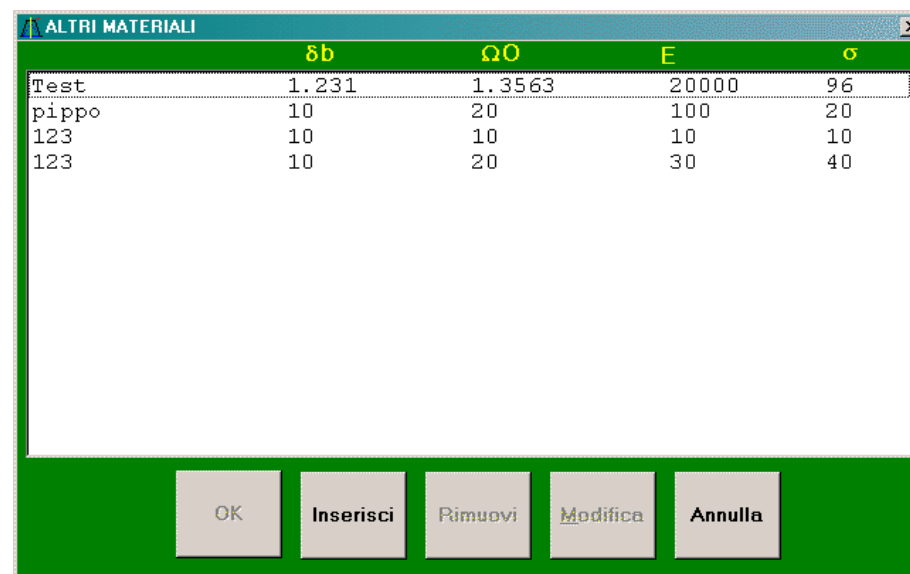 ALTRI MATERIALI
δb ΩO E σ
Test 1.231 1.3563 20000 96
pippo 10 20 100 20
123 10 10 10 10
123 10 20 30 40
OK Inserisci Rimuovi Modifica Annulla